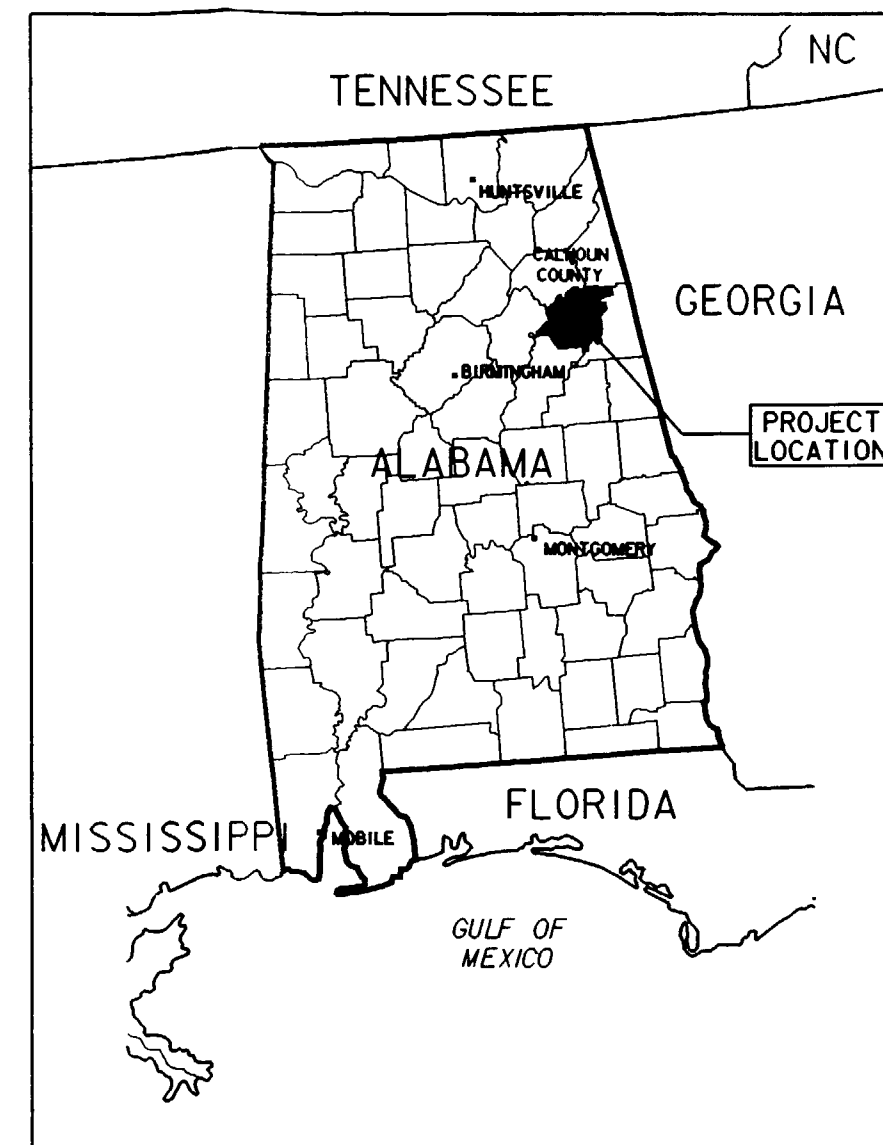 NC
TENNESSEE
HUNTSVILLE
CALHOUN
COUNTY
GEORGIA
BIRMINGHAM
PROJECT
LOCATION
ALABAMA
MONTGOMERY
FLORIDA
MISSISSIPPI
MOBILE
GULF OF
MEXICO